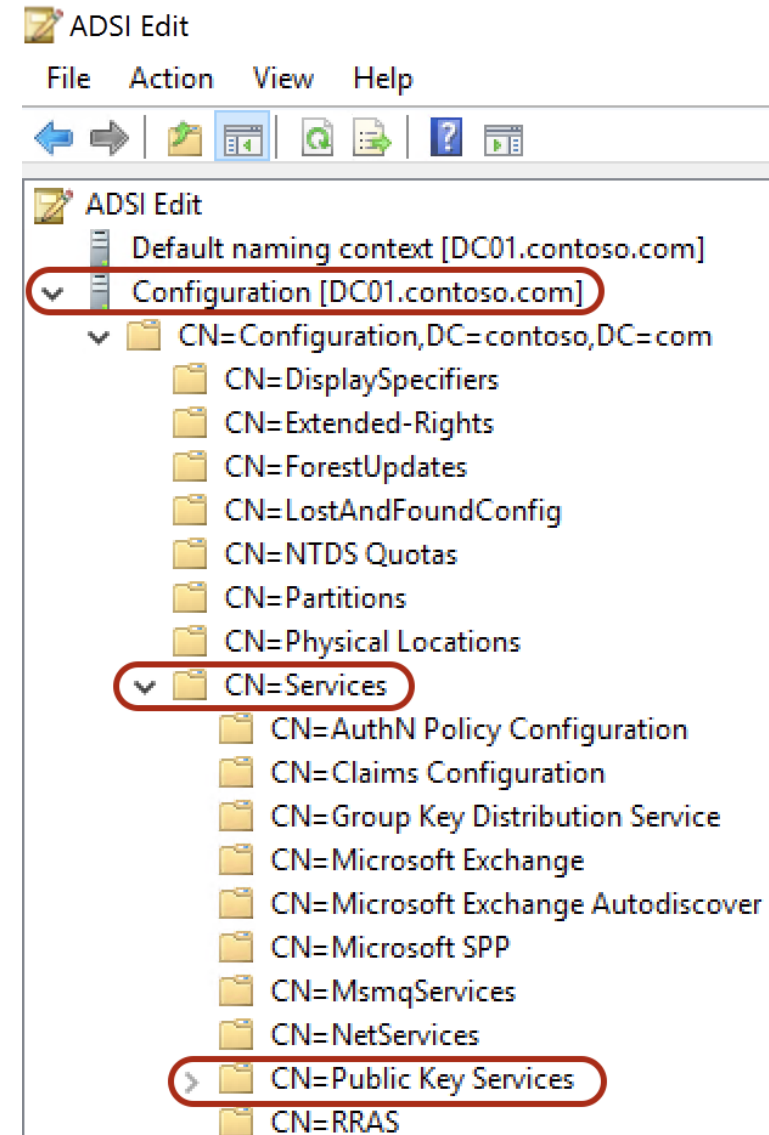 ADSI Edit
File Action View Help
ADSI Edit
Default naming context [DC01.contoso.com]
Configuration [DC01.contoso.com]
CN=Configuration,DC=contoso,DC=com
CN=DisplaySpecifiers
CN=Extended-Rights
CN=ForestUpdates
CN=LostAndFoundConfig
CN=NTDS Quotas
CN=Partitions
CN=Physical Locations
CN=Services
CN=AuthN Policy Configuration
CN=Claims Configuration
CN=Group Key Distribution Service
CN=Microsoft Exchange
CN=Microsoft Exchange Autodiscover
CN=Microsoft SPP
CN=MsmqServices
CN=NetServices
CN=Public Key Services
CN=RRAS